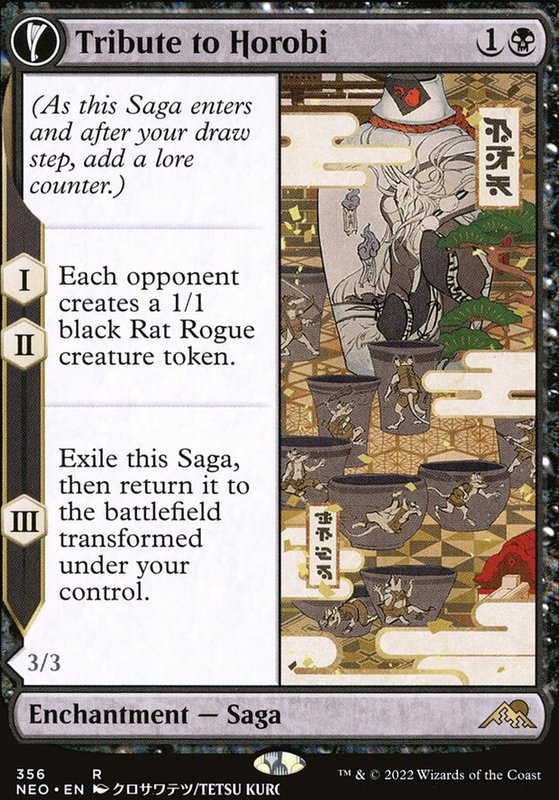 Tribute to Horobi
1
(As this Saga enters
and after your draw
step, add a lore
counter.)
I
II
Each opponent
creates a 1/1
black Rat Rogue
creature token.
III
Exile this Saga,
then return it to
the battlefield
transformed
under your
control.
3/3
Enchantment — Saga
356 R
NEO • EN クロサワテツ/TETSU KURO
™ & © 2022 Wizards of the Coast